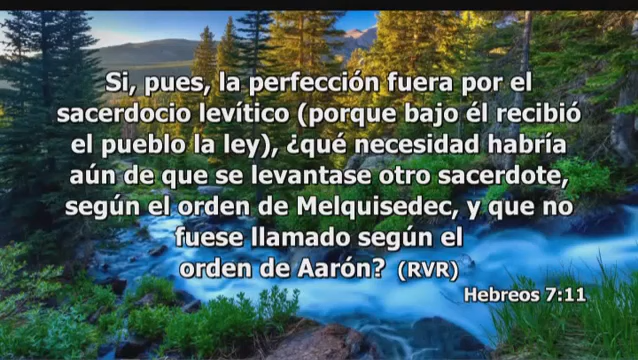 Si, pues, la perfección fuera por el
sacerdocio levítico (porque bajo él recibió
el pueblo la ley), ¿qué necesidad habría
aún de que se levantase otro sacerdote,
según el orden de Melquisedec, y que no
fuese llamado según el
orden de Aarón? (RVR)
Hebreos 7:11